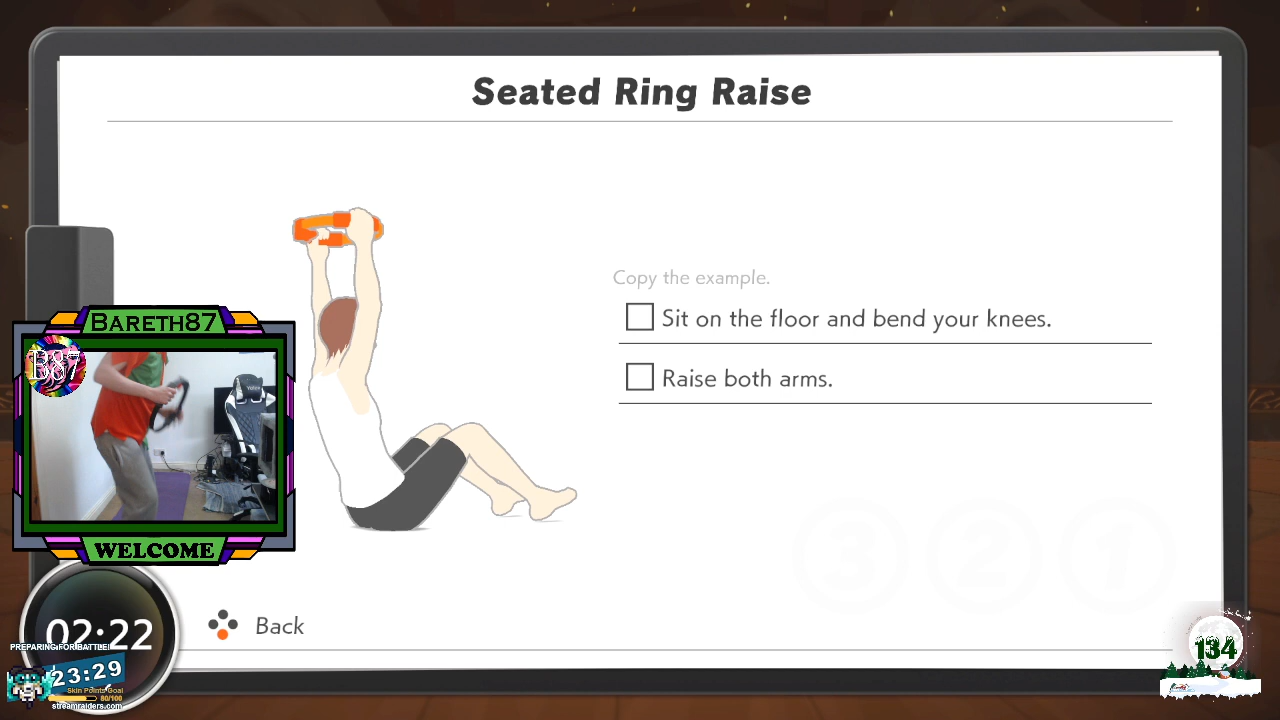 Seated Ring Raise
Copy the example.
Sit on the floor and bend your knees.
Raise both arms.
3 2 1
BARETH87
B87
WELCOME
02:22
Back
PREPARING FOR BATTLE!
23:29
Skin Points Goal
80/100
streamraiders.com
134